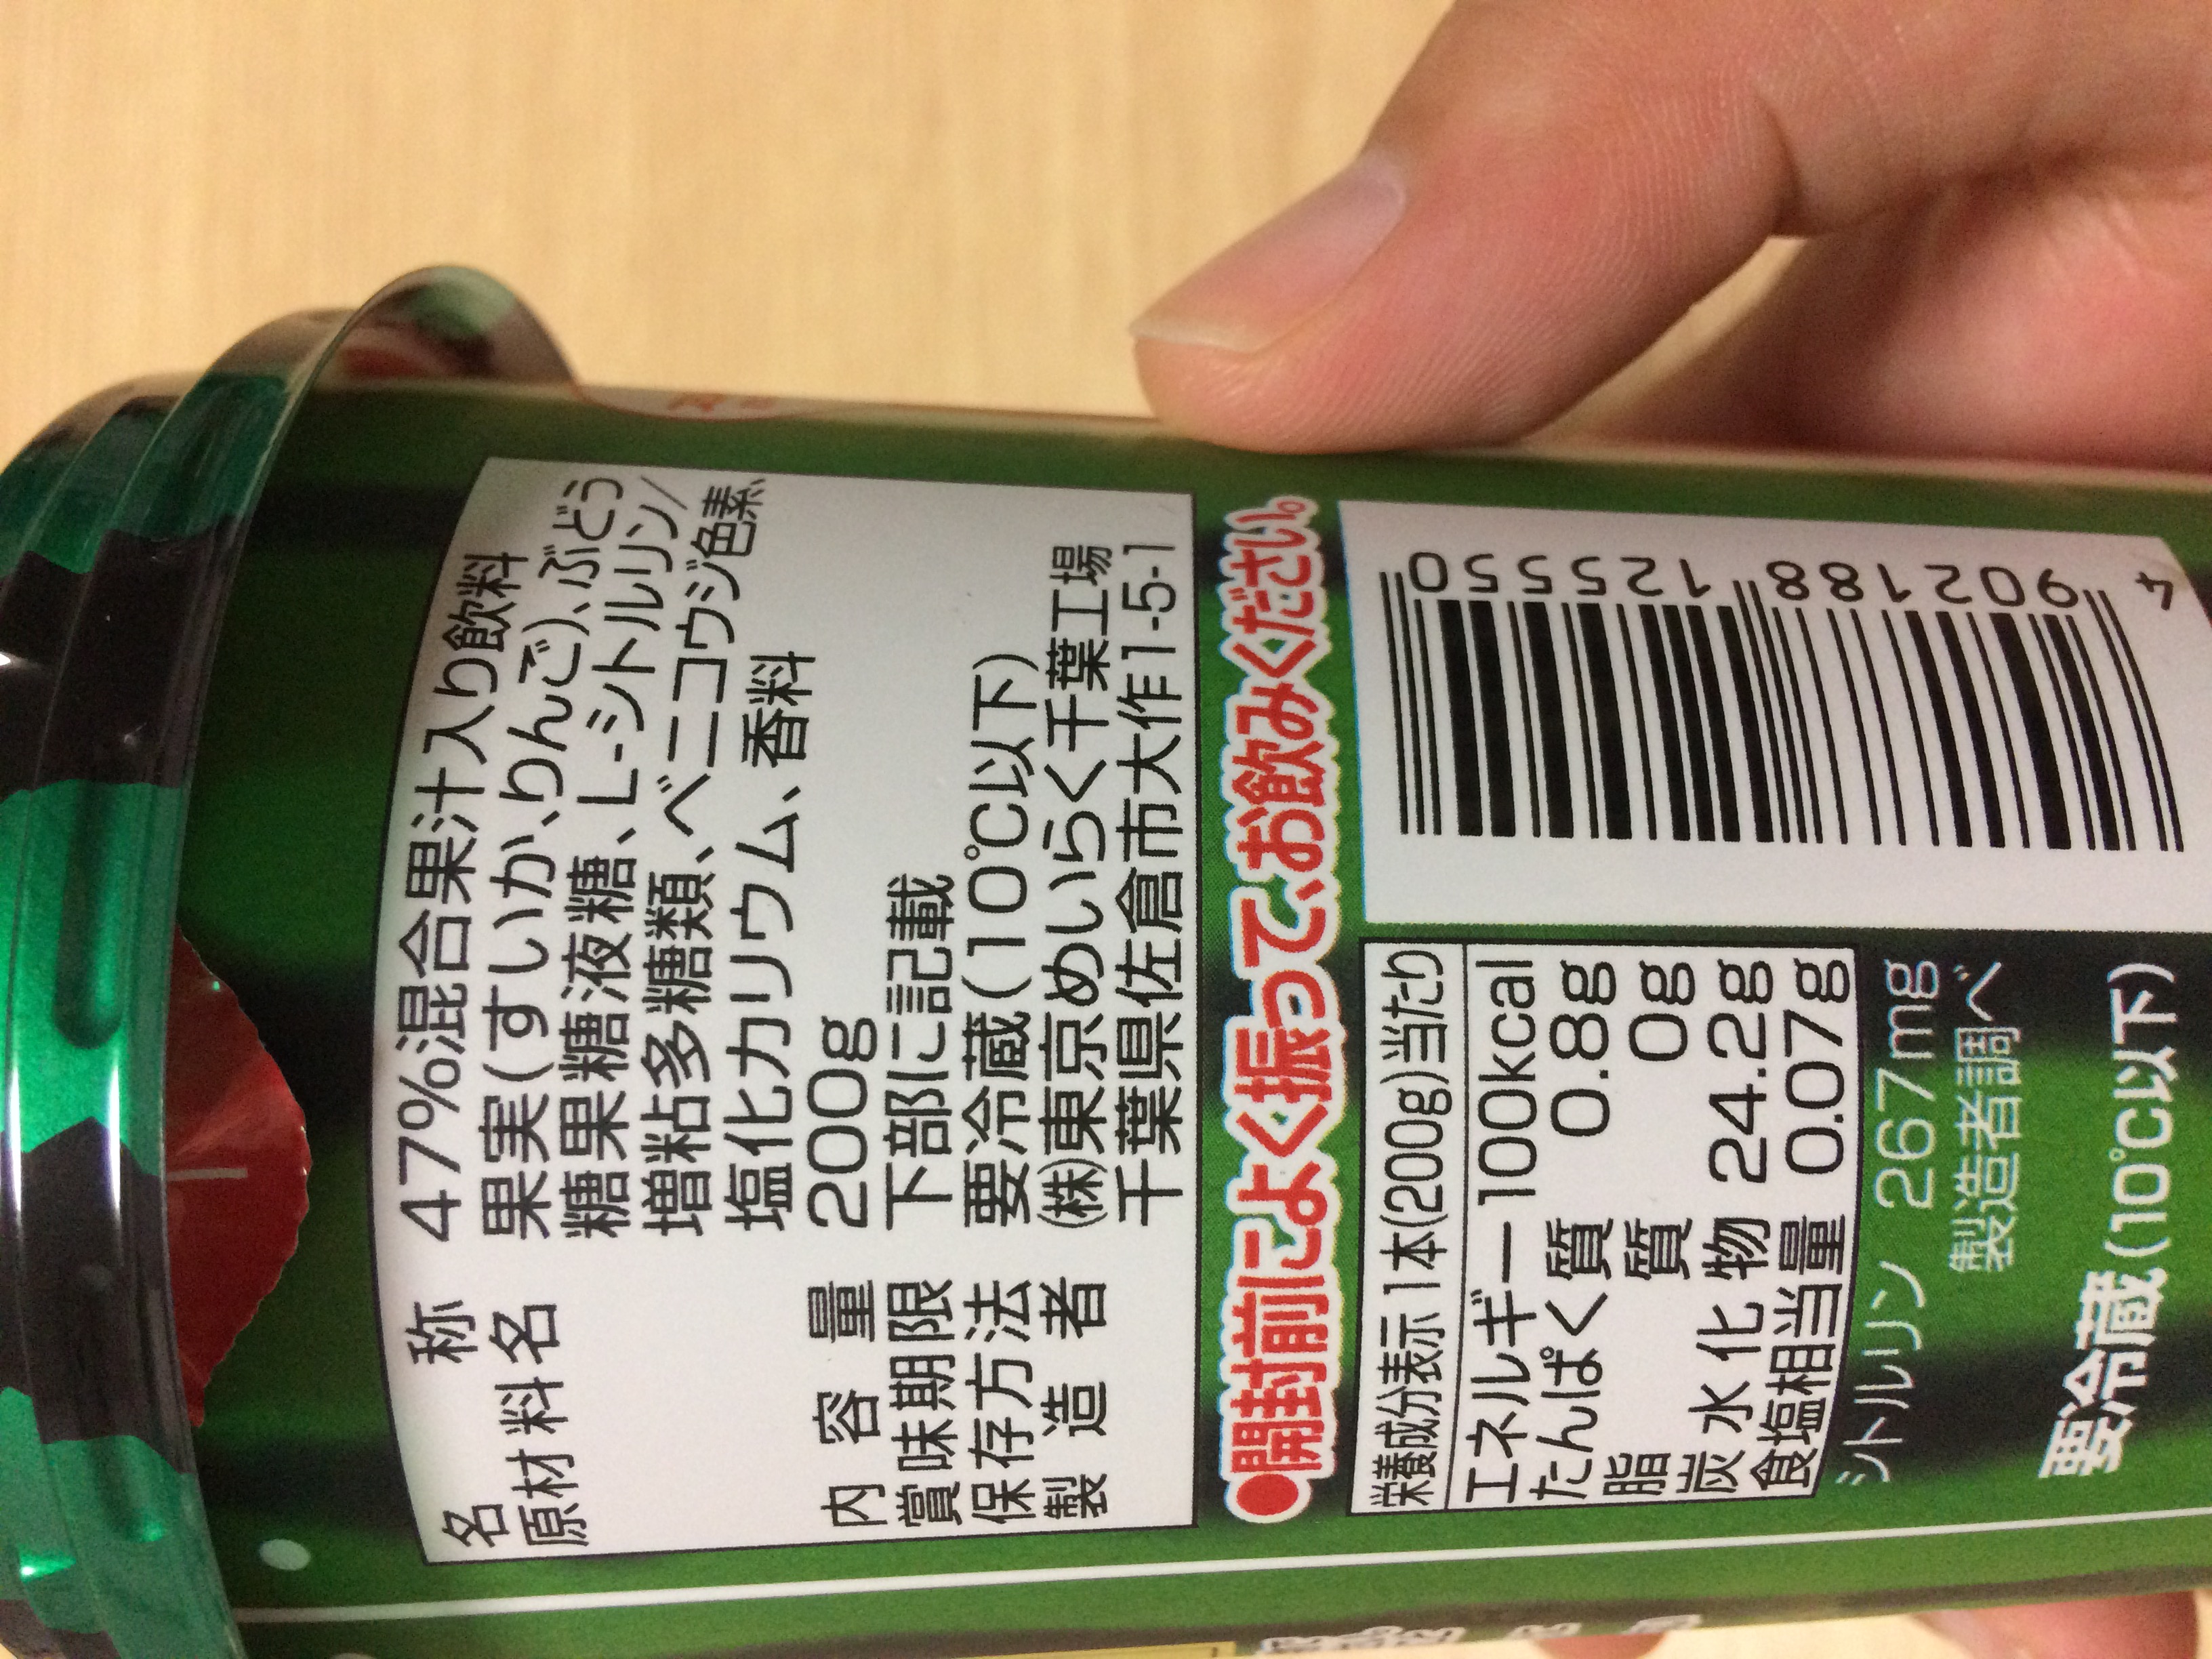 名称 47%混合果汁入り飲料
原材料名 果実(すいか、りんご)、ぶどう
糖果糖液糖、L-シトルリン/
増粘多糖類、ベニコウジ色素、
塩化カリウム、香料
内容量 200g
賞味期限 下部に記載
保存方法 要冷蔵(10℃以下)
製造者 ㈱東京めいらく千葉工場
千葉県佐倉市大作1-5-1
●開封前によく振って、お飲みください。
栄養成分表示 1本(200g)当たり
エネルギー 100kcal
たんぱく質 0.8g
脂質 0g
炭水化物 24.2g
食塩相当量 0.07g
シトルリン 267mg
製造者調べ
要冷蔵(10℃以下)
4 902188 125550